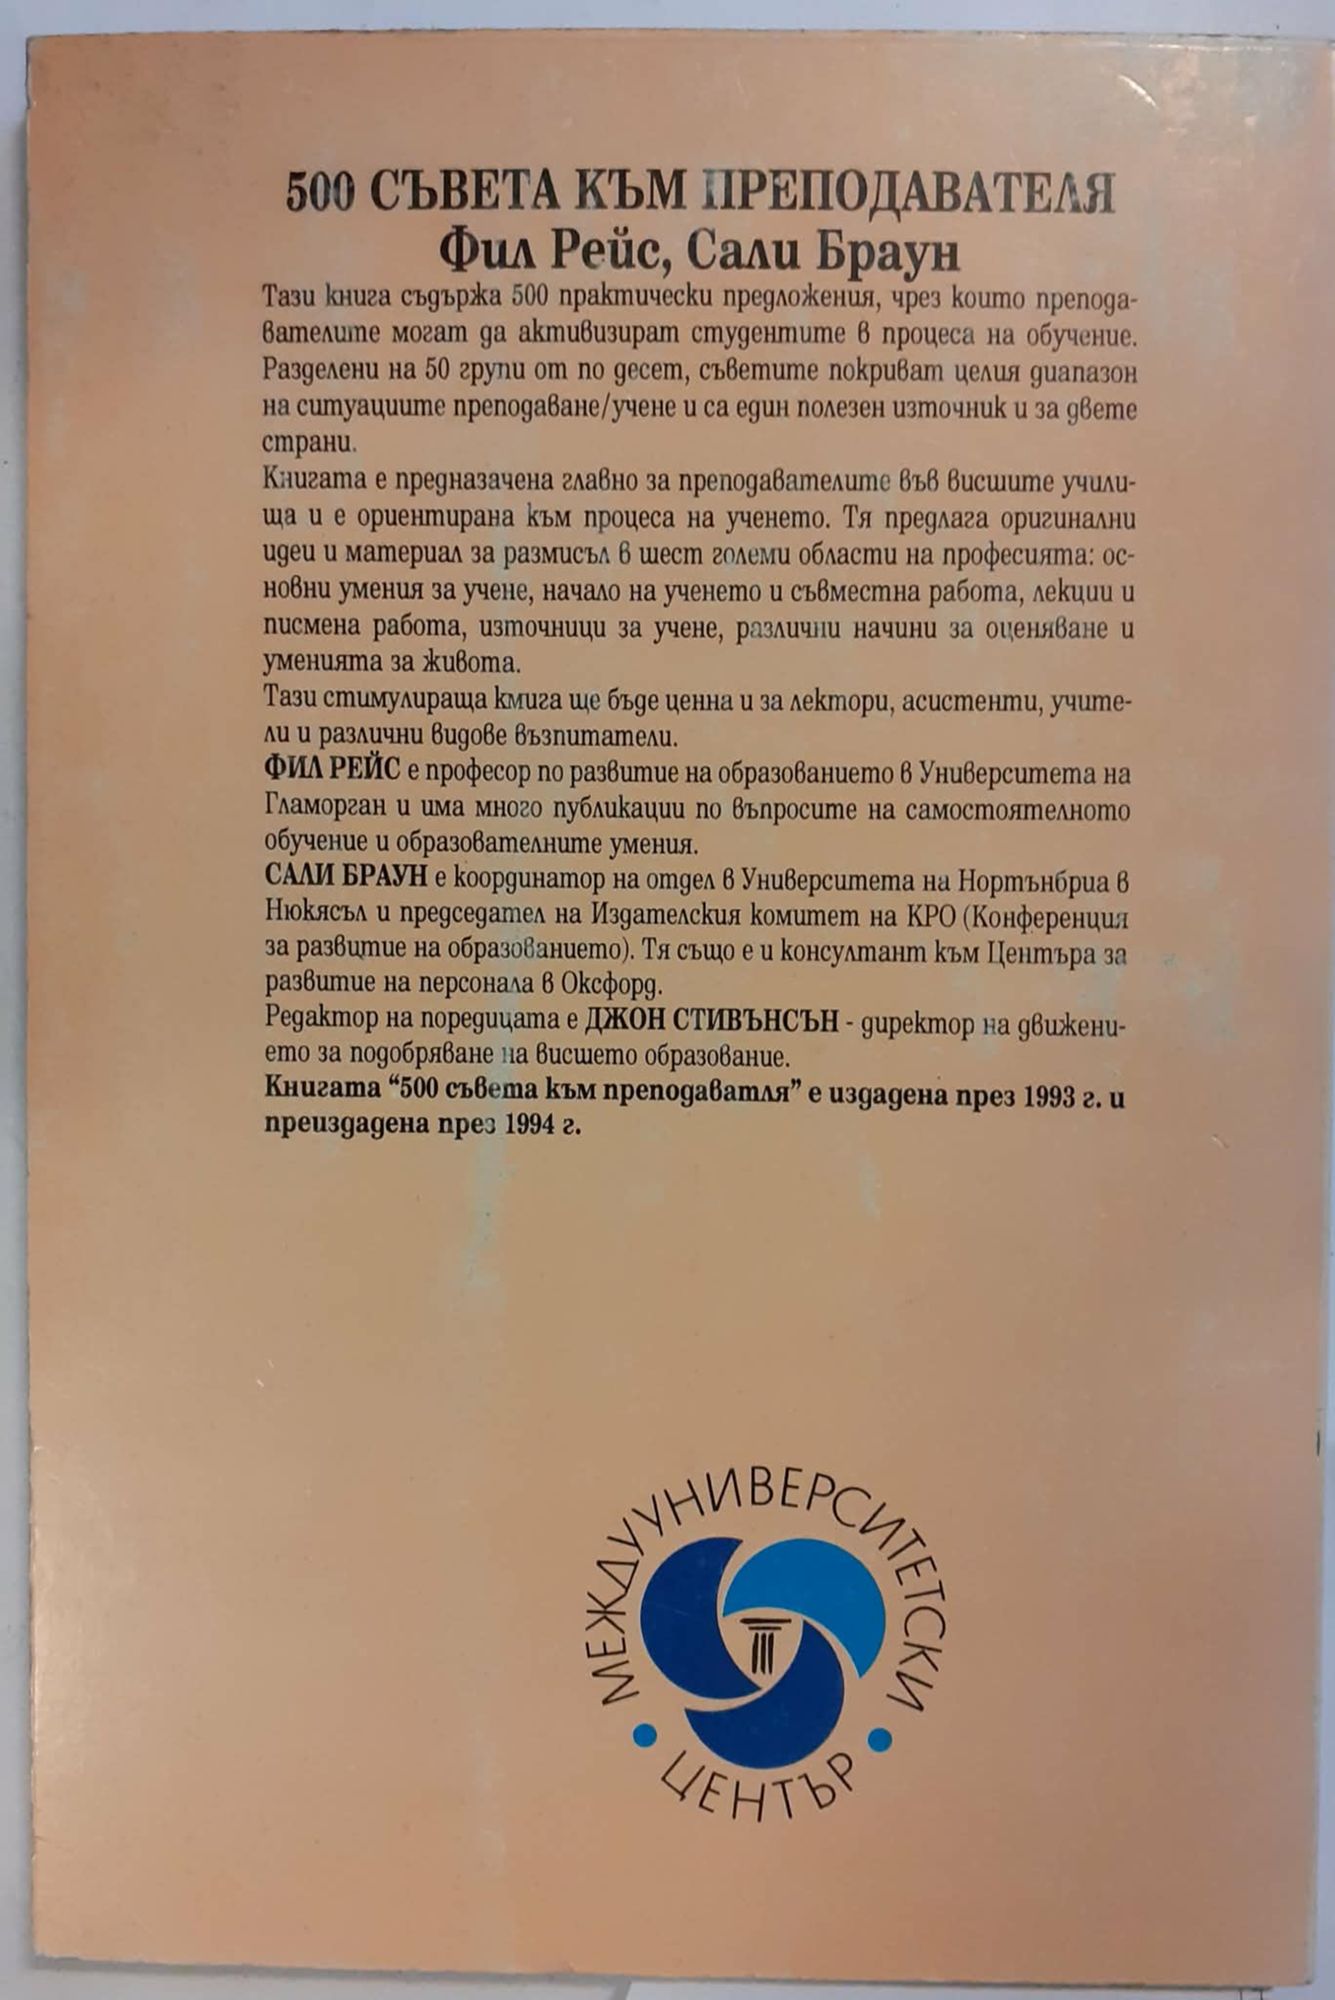 500 СЪВЕТА КЪМ ПРЕПОДАВАТЕЛЯ
Фил Рейс, Сали Браун
Тази книга съдържа 500 практически предложения, чрез които препода-
вателите могат да активизират студентите в процеса на обучение.
Разделени на 50 групи от по десет, съветите покриват целия диапазон
на ситуациите преподаване/учене и са един полезен източник и за двете
страни.
Книгата е предназачена главно за преподавателите във висшите учили-
ща и е ориентирана към процеса на ученето. Тя предлага оригинални
идеи и материал за размисъл в шест големи области на професията: ос-
новни умения за учене, начало на ученето и съвместна работа, лекции и
писмена работа, източници за учене, различни начини за оценяване и
уменията за живота.
Тази стимулираща кмига ще бъде ценна и за лектори, асистенти, учите-
ли и различни видове възпитатели.
ФИЛ РЕЙС е професор по развитие на образованието в Университета на
Гламорган и има много публикации по въпросите на самостоятелното
обучение и образователните умения.
САЛИ БРАУН е координатор на отдел в Университета на Нортънбриа в
Нюкясъл и председател на Издателския комитет на КРО (Конференция
за развитие на образованието). Тя също е и консултант към Центъра за
развитие на персонала в Оксфорд.
Редактор на поредицата е ДЖОН СТИВЪНСЪН - директор на движени-
ето за подобряване на висшето образование.
Книгата “500 съвета към преподаватля” е издадена през 1993 г. и
преиздадена през 1994 г.
МЕЖДУУНИВЕРСИТЕТСКИ
• ЦЕНТЪР •